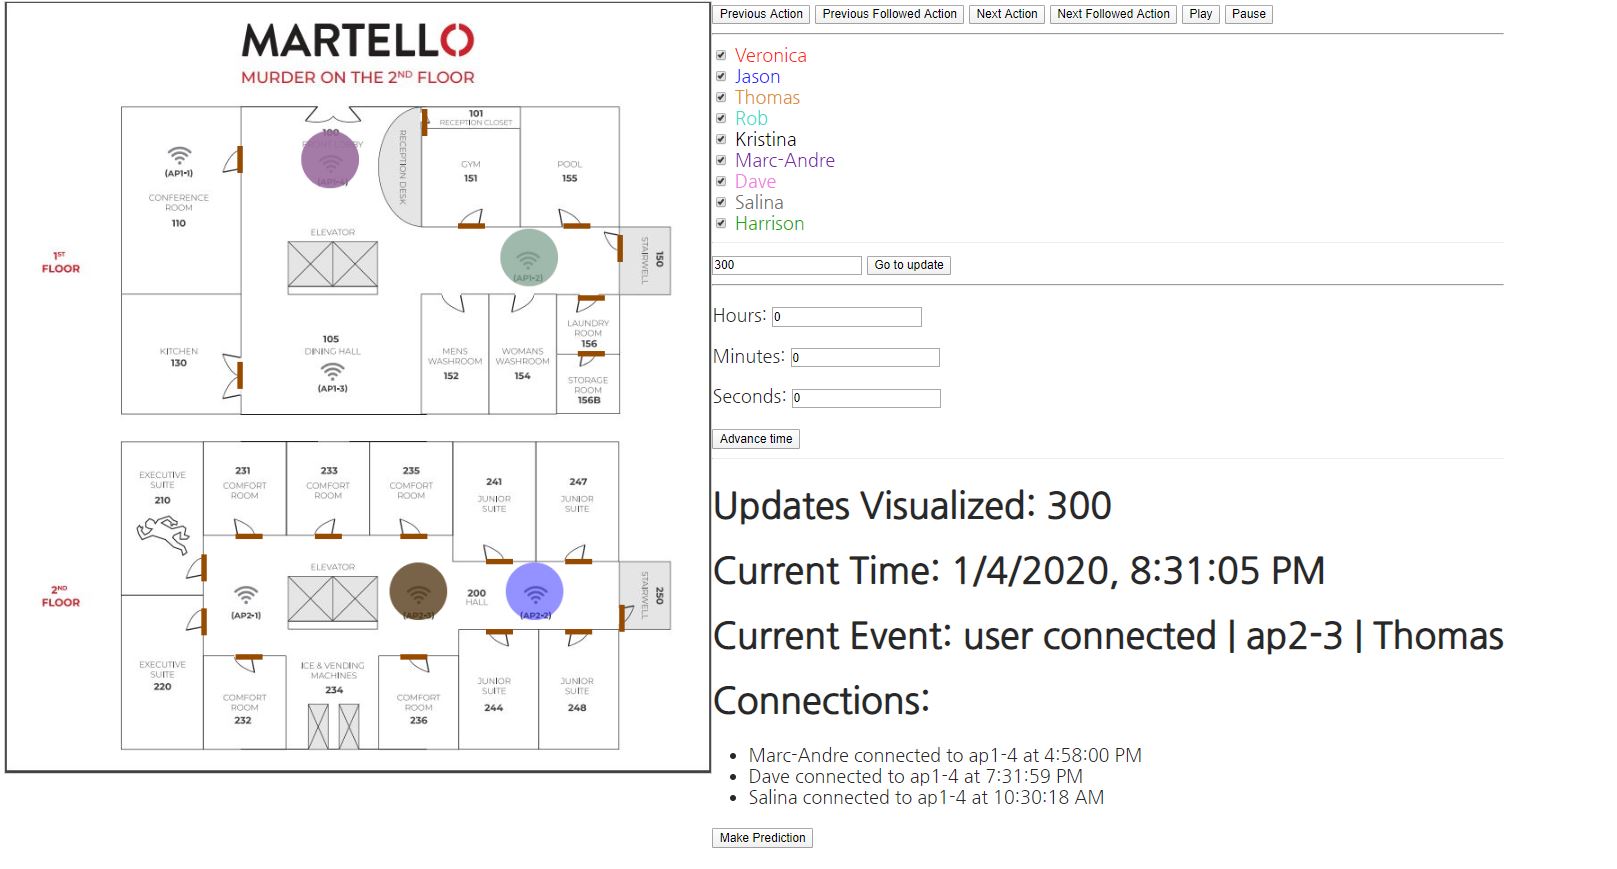 MARTELLO
MURDER ON THE 2ND FLOOR
100
FRONT LOBBY
(AP1-4)
RECEPTION DESK
101
RECEPTION CLOSET
(AP1-1)
CONFERENCE
ROOM
110
GYM
151
POOL
155
ELEVATOR
STAIRWELL
150
1ST
FLOOR
(AP1-2)
KITCHEN
130
105
DINING HALL
(AP1-3)
MENS
WASHROOM
152
WOMANS
WASHROOM
154
LAUNDRY
ROOM
156
STORAGE
ROOM
156B
EXECUTIVE
SUITE
210
231
COMFORT
ROOM
233
COMFORT
ROOM
235
COMFORT
ROOM
241
JUNIOR
SUITE
247
JUNIOR
SUITE
ELEVATOR
2ND
FLOOR
(AP2-1)
(AP2-3)
200
HALL
(AP2-2)
STAIRWELL
250
EXECUTIVE
SUITE
220
COMFORT
ROOM
232
ICE & VENDING
MACHINES
234
COMFORT
ROOM
236
JUNIOR
SUITE
244
JUNIOR
SUITE
248
Previous Action Previous Followed Action Next Action Next Followed Action Play Pause
Veronica
Jason
Thomas
Rob
Kristina
Marc-Andre
Dave
Salina
Harrison
300 Go to update
Hours: 0
Minutes: 0
Seconds: 0
Advance time
Updates Visualized: 300
Current Time: 1/4/2020, 8:31:05 PM
Current Event: user connected | ap2-3 | Thomas
Connections:
Marc-Andre connected to ap1-4 at 4:58:00 PM
Dave connected to ap1-4 at 7:31:59 PM
Salina connected to ap1-4 at 10:30:18 AM
Make Prediction